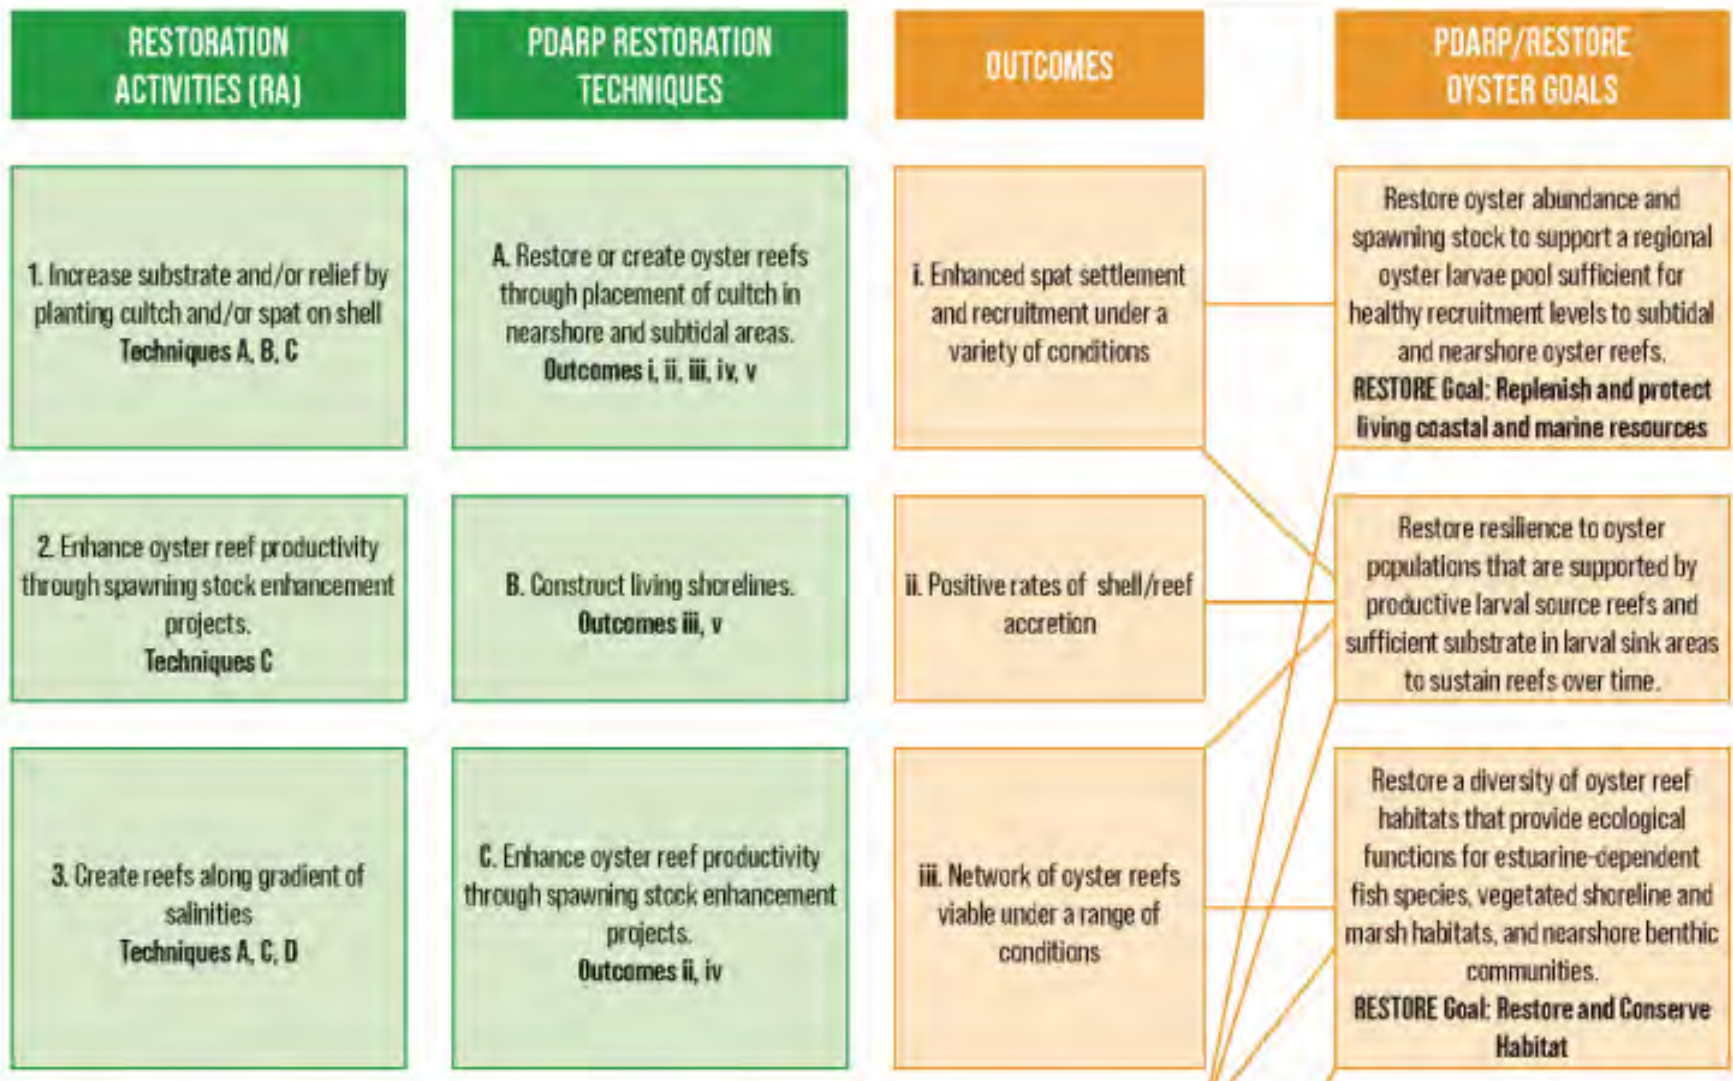 RESTORATION
ACTIVITIES (RA)
PDARP RESTORATION
TECHNIQUES
OUTCOMES
PDARP/RESTORE
OYSTER GOALS
1. Increase substrate and/or relief by
planting cultch and/or spat on shell
Techniques A, B, C
A. Restore or create oyster reefs
through placement of cultch in
nearshore and subtidal areas.
Outcomes i, ii, iii, iv, v
i. Enhanced spat settlement
and recruitment under a
variety of conditions
Restore oyster abundance and
spawning stock to support a regional
oyster larvae pool sufficient for
healthy recruitment levels to subtidal
and nearshore oyster reefs.
RESTORE Goal: Replenish and protect
living coastal and marine resources
2. Enhance oyster reef productivity
through spawning stock enhancement
projects.
Techniques C
B. Construct living shorelines.
Outcomes iii, v
ii. Positive rates of shell/reef
accretion
Restore resilience to oyster
populations that are supported by
productive larval source reefs and
sufficient substrate in larval sink areas
to sustain reefs over time.
3. Create reefs along gradient of
salinities
Techniques A, C, D
C. Enhance oyster reef productivity
through spawning stock enhancement
projects.
Outcomes ii, iv
iii. Network of oyster reefs
viable under a range of
conditions
Restore a diversity of oyster reef
habitats that provide ecological
functions for estuarine-dependent
fish species, vegetated shoreline and
marsh habitats, and nearshore benthic
communities.
RESTORE Goal: Restore and Conserve
Habitat